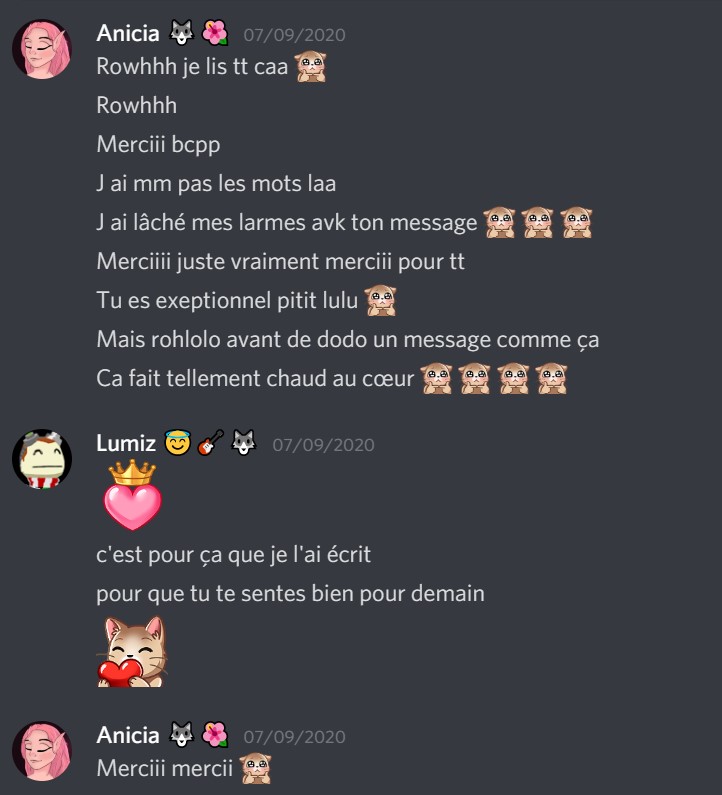 Anicia 🐺 🌺 07/09/2020
Rowhhh je lis tt caa
Rowhhh
Merciii bcpp
J ai mm pas les mots laa
J ai lâché mes larmes avk ton message
Merciiii juste vraiment merciii pour tt
Tu es exeptionnel pitit lulu
Mais rohlolo avant de dodo un message comme ça
Ca fait tellement chaud au cœur
Lumiz 😇 🎸 🐺 07/09/2020
c'est pour ça que je l'ai écrit
pour que tu te sentes bien pour demain
Anicia 🐺 🌺 07/09/2020
Merciii mercii